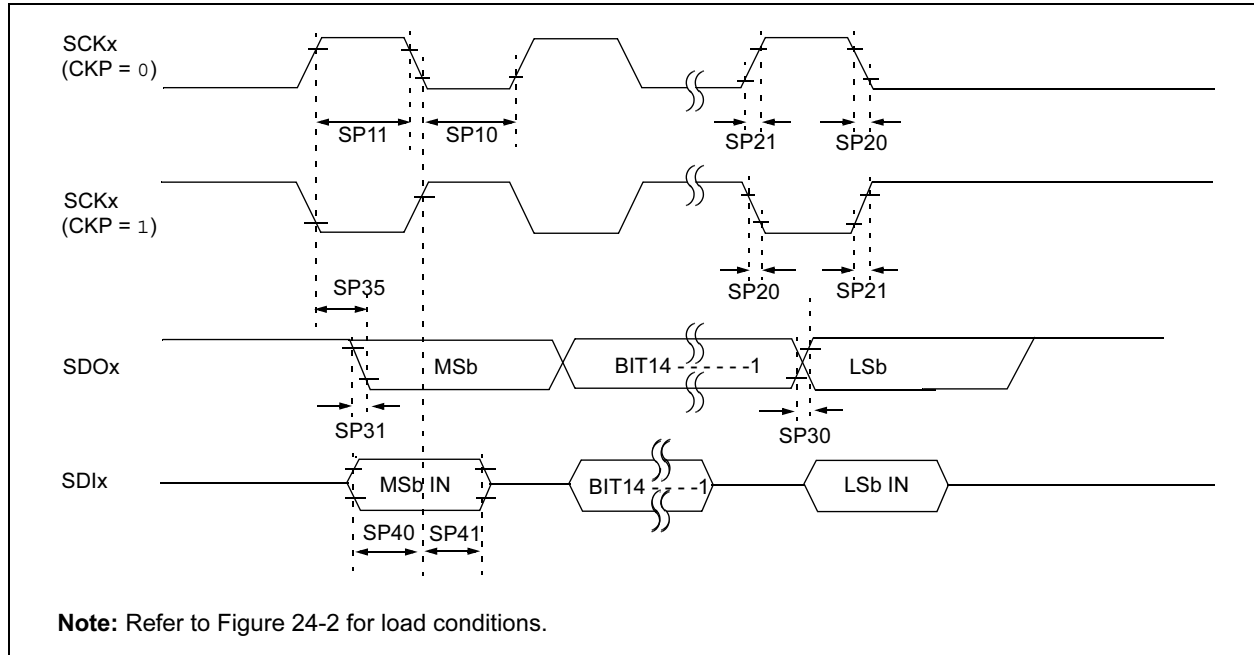 SCKx
(CKP = 0)
SP11
SP10
SP21
SP20
SCKx
(CKP = 1)
SP35
SP20
SP21
SDOx
MSb
BIT14 - - - - - - -1
LSb
SP31
SP30
SDIx
MSb IN
BIT14 - - - - -1
LSb IN
SP40
SP41
Note: Refer to Figure 24-2 for load conditions.